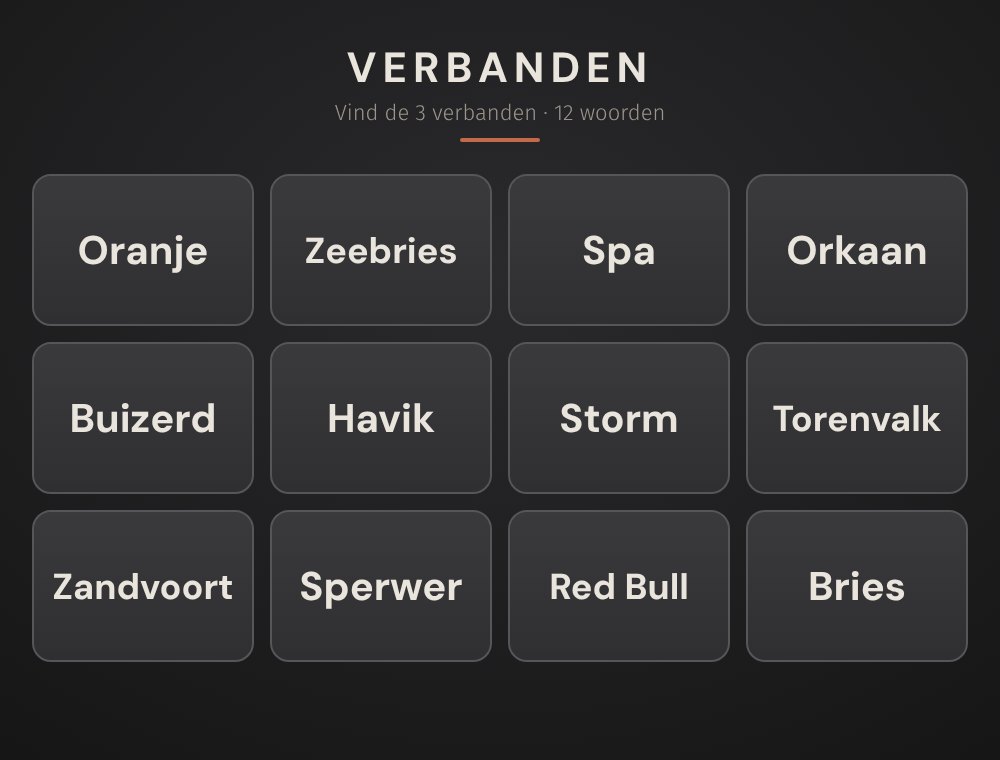 VERBANDEN
Vind de 3 verbanden · 12 woorden
Oranje Zeebries Spa Orkaan
Buizerd Havik Storm Torenvalk
Zandvoort Sperwer Red Bull Bries